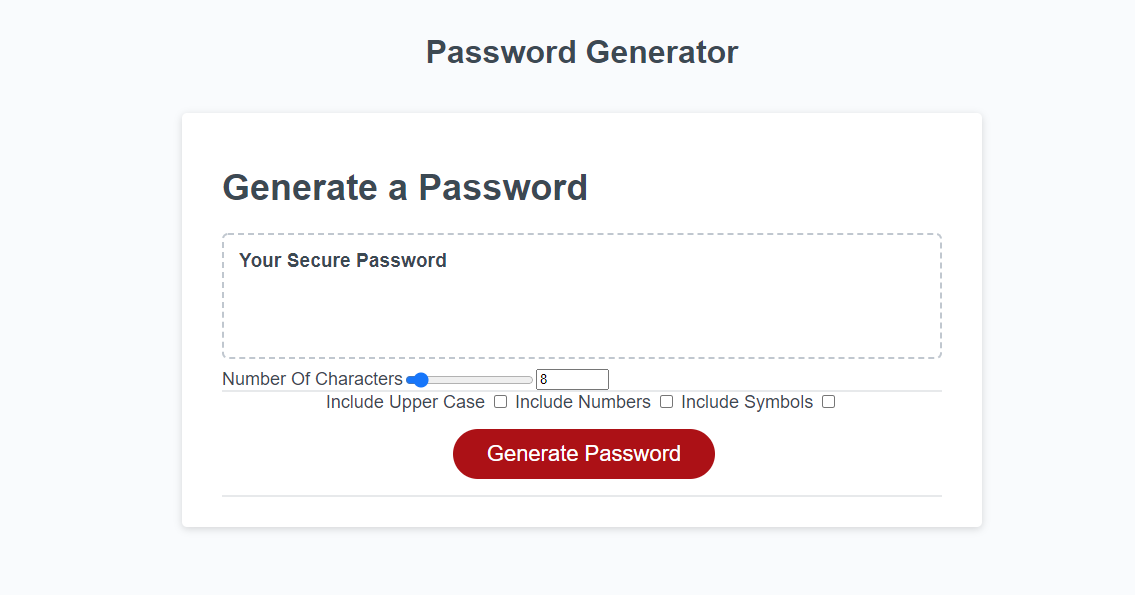 Password Generator
Generate a Password
Your Secure Password
Number Of Characters 8
Include Upper Case Include Numbers Include Symbols
Generate Password